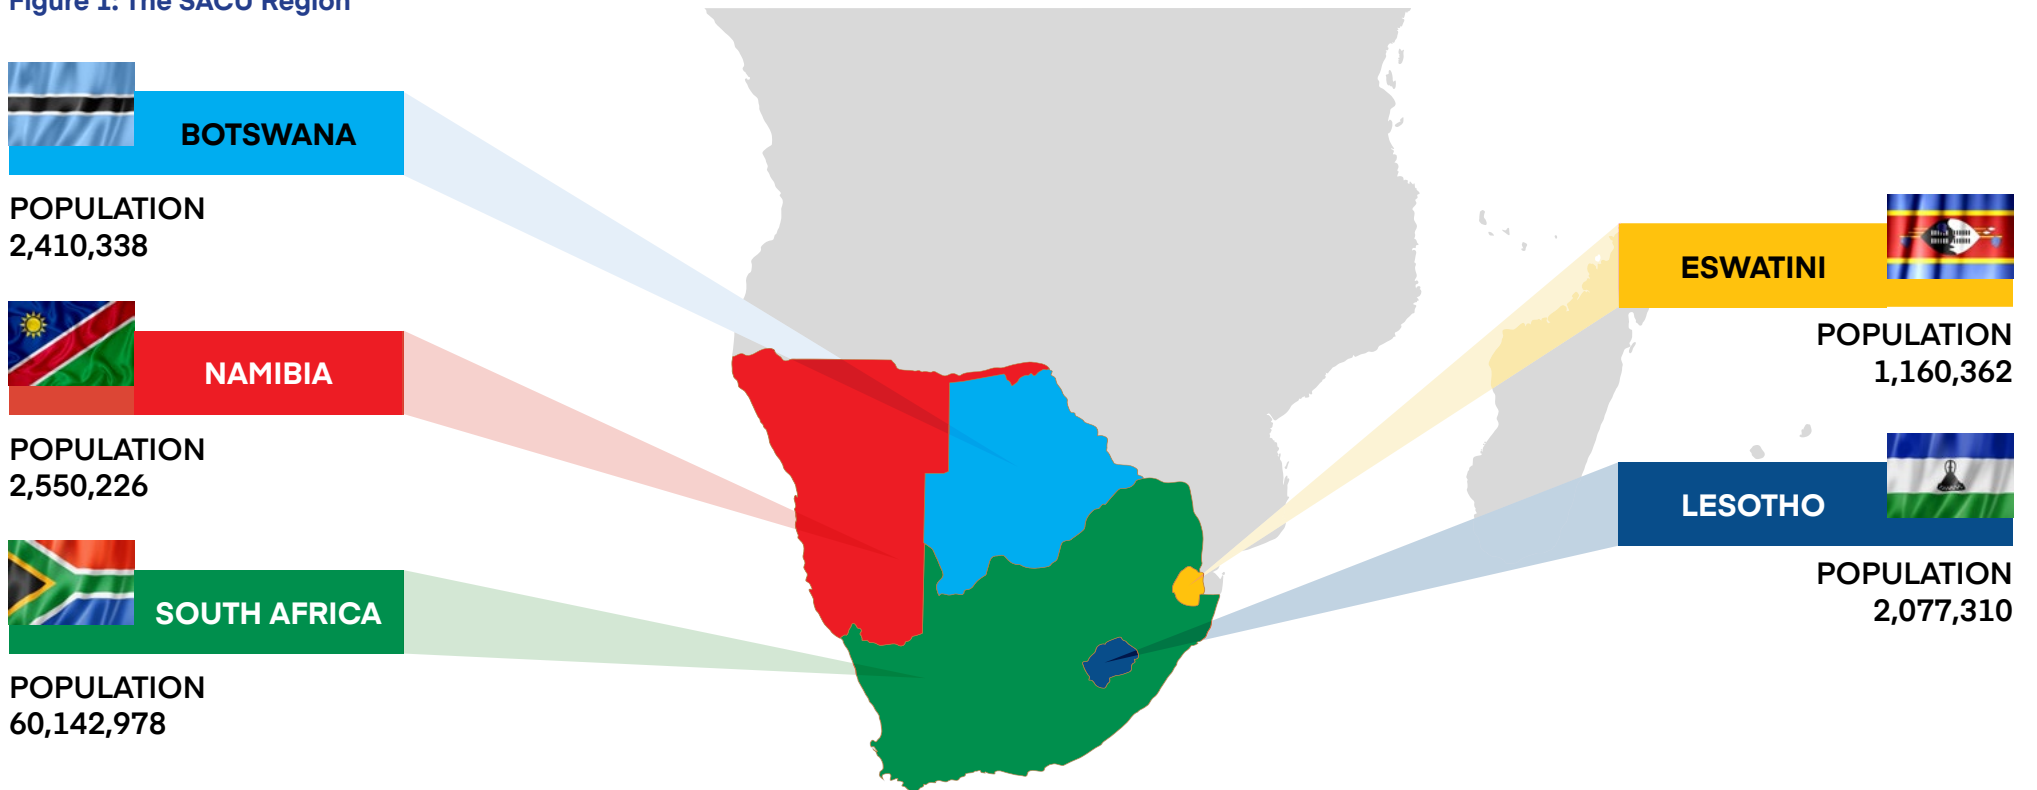 Figure 1: The SACU Region
BOTSWANA
POPULATION
2,410,338
NAMIBIA
POPULATION
2,550,226
SOUTH AFRICA
POPULATION
60,142,978
ESWATINI
POPULATION
1,160,362
LESOTHO
POPULATION
2,077,310